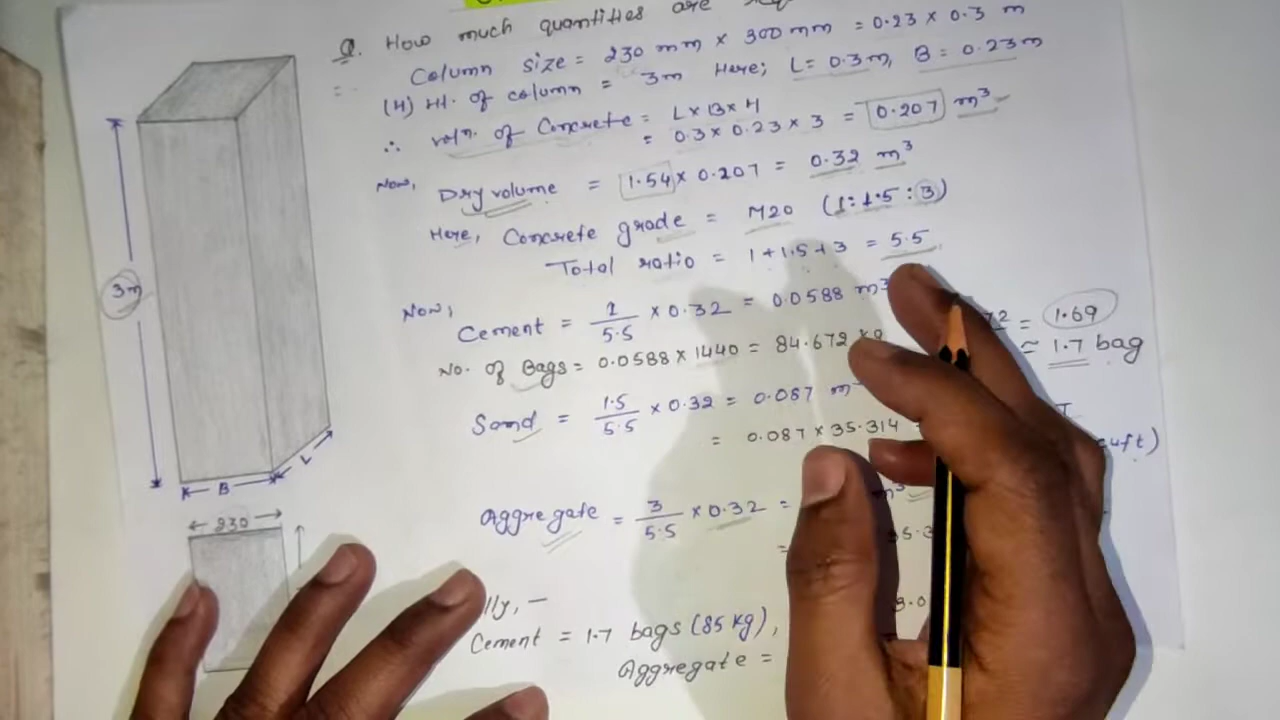 Q. How much quantities are
Column size = 230 mm × 300 mm = 0.23 × 0.3 m
(H) Ht. of column = 3m Here; L = 0.3m, B = 0.23m
∴ voln. of Concrete = L×B×H
= 0.3 × 0.23 × 3 = 0.207 m³
Now, Dry volume = 1.54 × 0.207 = 0.32 m³
Here, Concrete grade = M20 (1:1.5:3)
Total ratio = 1+1.5+3 = 5.5
Now,
Cement = 1/5.5 × 0.32 = 0.0588 m³
No. of Bags = 0.0588 × 1440 = 84.672 = 1.69
≈ 1.7 bag
Sand = 1.5/5.5 × 0.32 = 0.087 m
= 0.087 × 35.314 cuft)
Aggregate = 3/5.5 × 0.32 = m³
=
lly, —
Cement = 1.7 bags (85 kg),
Aggregate =
3m
B
L
230